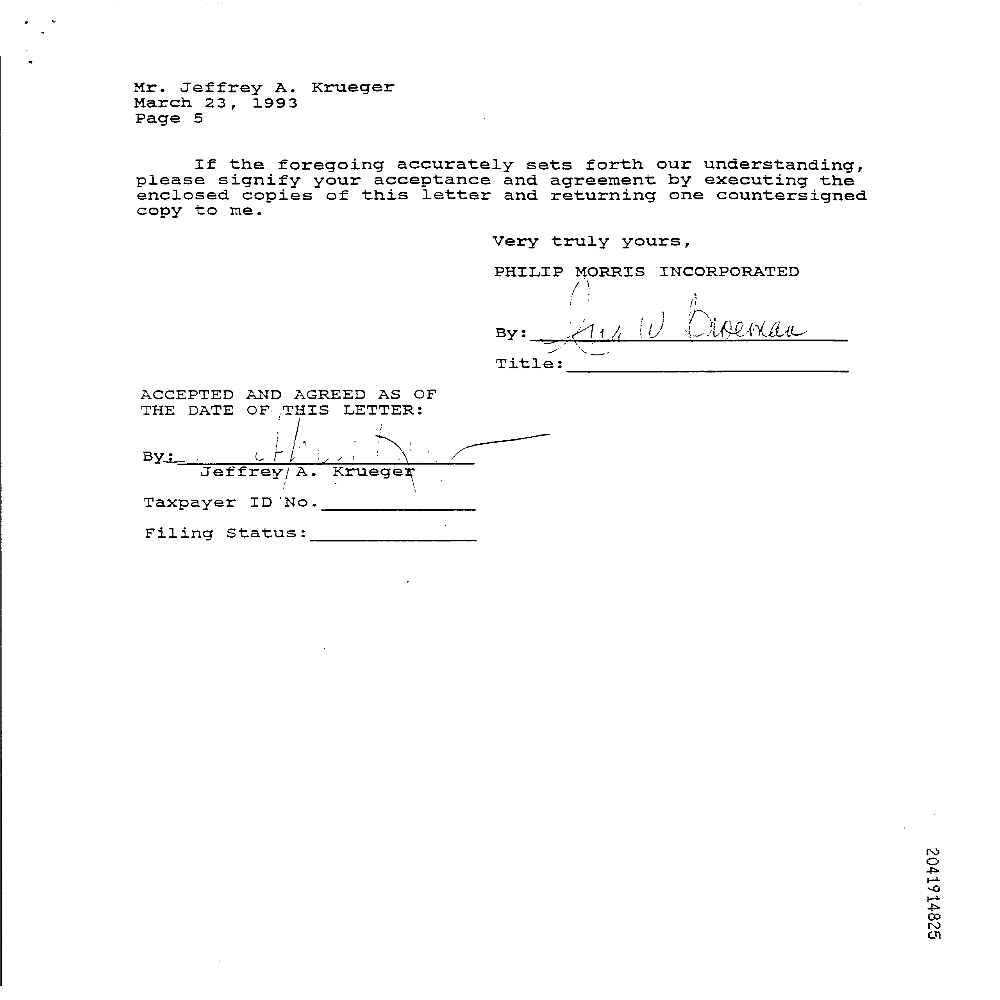 Mr. Jeffrey A. Krueger
March 23, 1993
Page 5
If the foregoing accurately sets forth our understanding,
please signify your acceptance and agreement by executing the
enclosed copies of this letter and returning one countersigned
copy to me.
Very truly yours,
PHILIP MORRIS INCORPORATED
By: W
Title:
ACCEPTED AND AGREED AS OF
THE DATE OF THIS LETTER:
By:
Jeffrey A. Krueger
Taxpayer ID No.
Filing Status:
2041914825